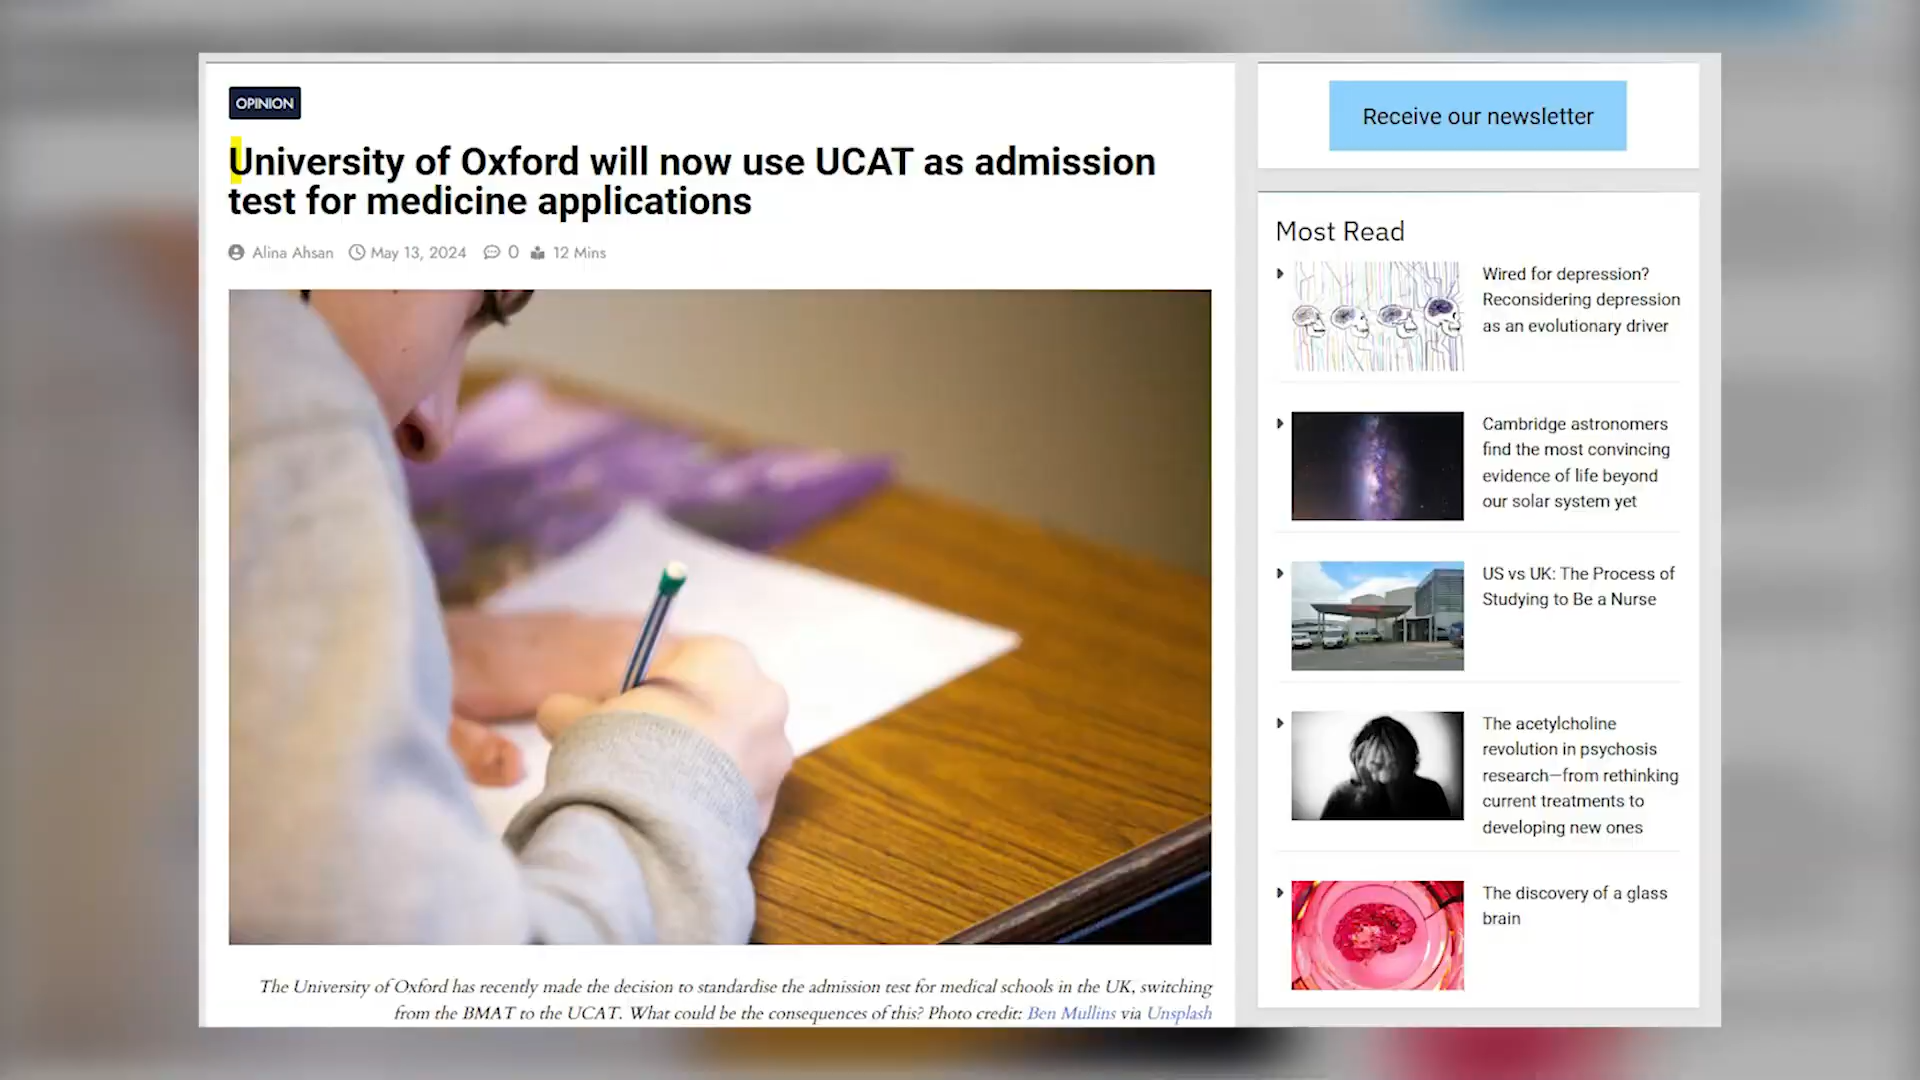 OPINION
University of Oxford will now use UCAT as admission
test for medicine applications
Alina Ahsan May 13, 2024 0 12 Mins
The University of Oxford has recently made the decision to standardise the admission test for medical schools in the UK, switching
from the BMAT to the UCAT. What could be the consequences of this? Photo credit: Ben Mullins via Unsplash
Receive our newsletter
Most Read
Wired for depression?
Reconsidering depression
as an evolutionary driver
Cambridge astronomers
find the most convincing
evidence of life beyond
our solar system yet
US vs UK: The Process of
Studying to Be a Nurse
The acetylcholine
revolution in psychosis
research—from rethinking
current treatments to
developing new ones
The discovery of a glass
brain